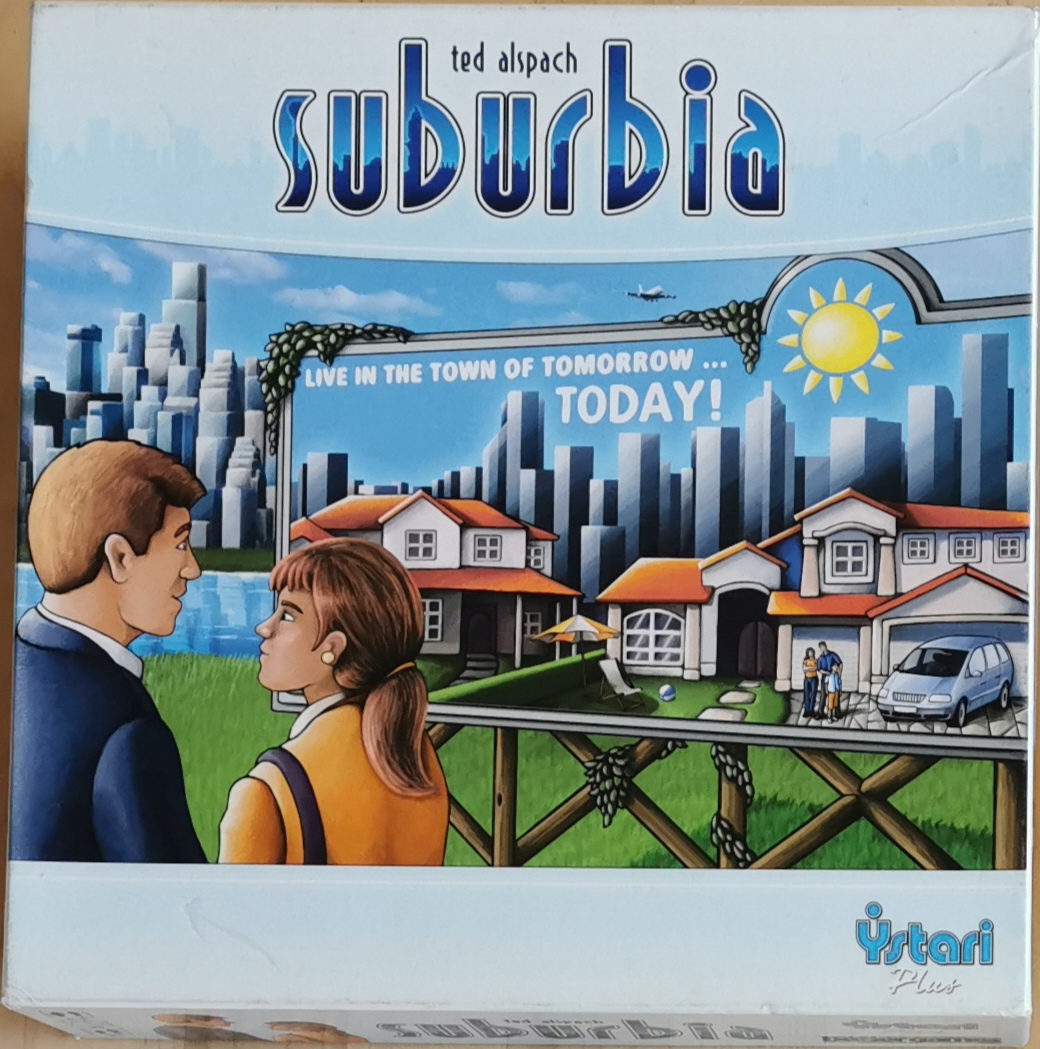 ted alspach
suburbia
LIVE IN THE TOWN OF TOMORROW ...
TODAY!
Ystari
Plus
ted alspach
suburbia